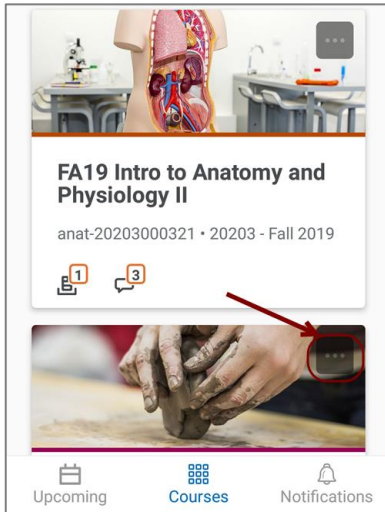 FA19 Intro to Anatomy and
Physiology II
anat-20203000321 • 20203 - Fall 2019
1
3
Upcoming
Courses
Notifications